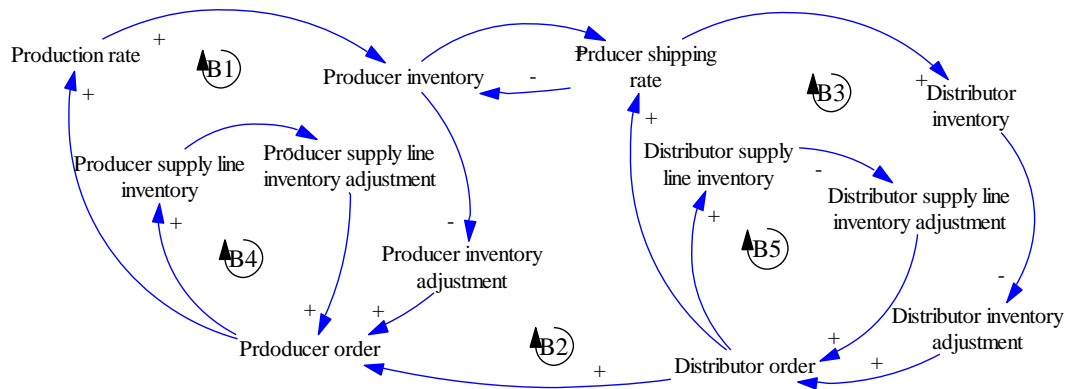 Production rate
+
B1
+
Producer inventory
-
+
Prducer shipping
rate
+
B3
+
Distributor
inventory
Producer supply line
inventory
-
Producer supply line
inventory adjustment
+
B4
-
Producer inventory
adjustment
+
+
Prdoducer order
Distributor supply
line inventory
+
-
Distributor supply line
inventory adjustment
B5
-
Distributor inventory
adjustment
+
+
B2
+
Distributor order